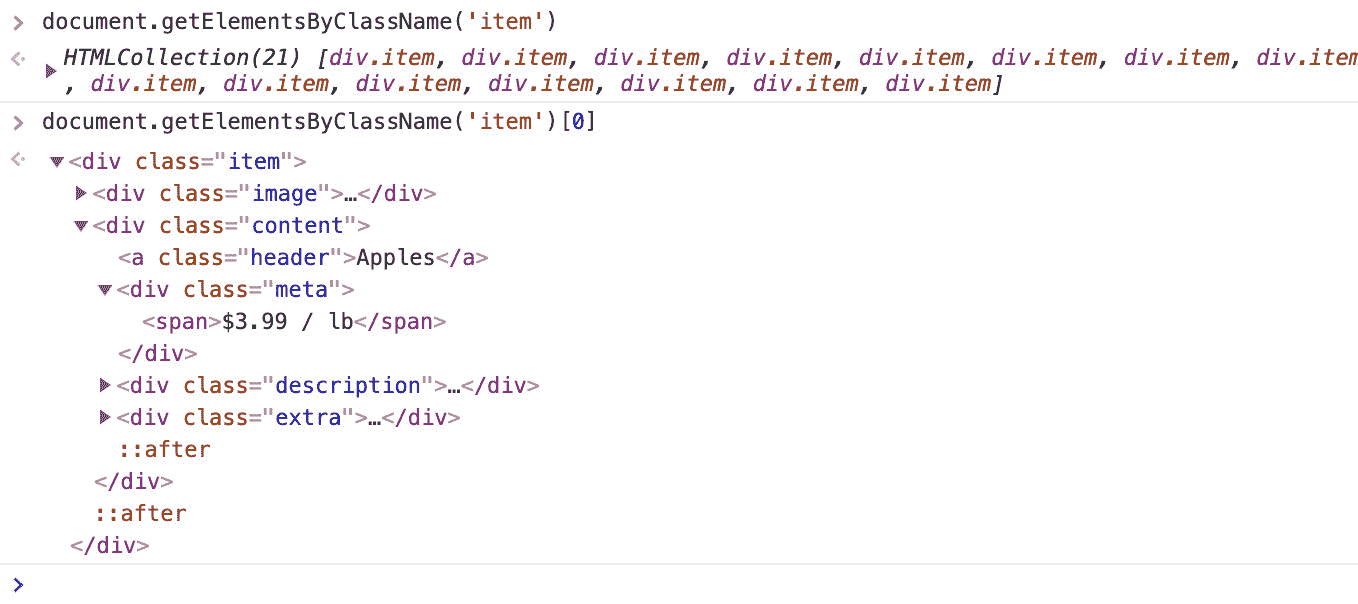 document.getElementsByClassName('item')
HTMLCollection(21) [div.item, div.item, div.item, div.item, div.item, div.item, div.item, div.item
, div.item, div.item, div.item, div.item, div.item, div.item, div.item]
document.getElementsByClassName('item')[0]
<div class="item">
<div class="image">…</div>
<div class="content">
<a class="header">Apples</a>
<div class="meta">
<span>$3.99 / lb</span>
</div>
<div class="description">…</div>
<div class="extra">…</div>
::after
</div>
::after
</div>